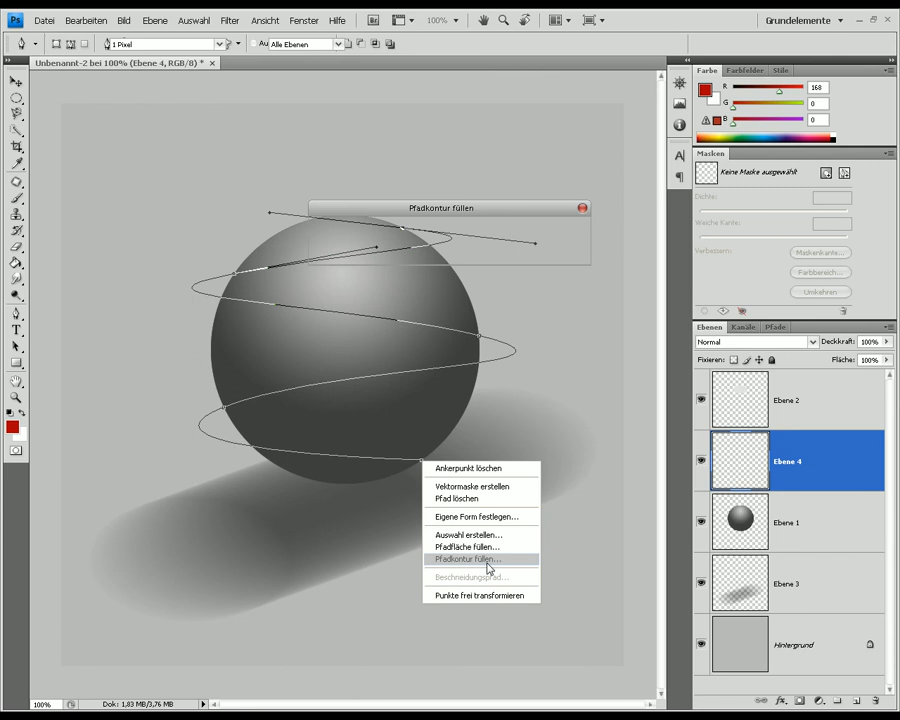 Ps Datei Bearbeiten Bild Ebene Auswahl Filter Ansicht Fenster Hilfe Br 100% Grundelemente
1 Pixel Au Alle Ebenen
Unbenannt-2 bei 100% (Ebene 4, RGB/8) *
Farbe Farbfelder Stile
R 168
G 0
B 0
Masken
Keine Maske ausgewählt
Dichte:
Weiche Kante:
Verbessern: Maskenkante...
Farbbereich...
Umkehren
Pfadkontur füllen
Ebenen Kanäle Pfade
Normal Deckkraft: 100%
Fixieren: Fläche: 100%
Ebene 2
Ebene 4
Ebene 1
Ebene 3
Hintergrund
Ankerpunkt löschen
Vektormaske erstellen
Pfad löschen
Eigene Form festlegen...
Auswahl erstellen...
Pfadfläche füllen...
Pfadkontur füllen...
Beschneidungspfad...
Punkte frei transformieren
100% Dok: 1,83 MB/3,76 MB